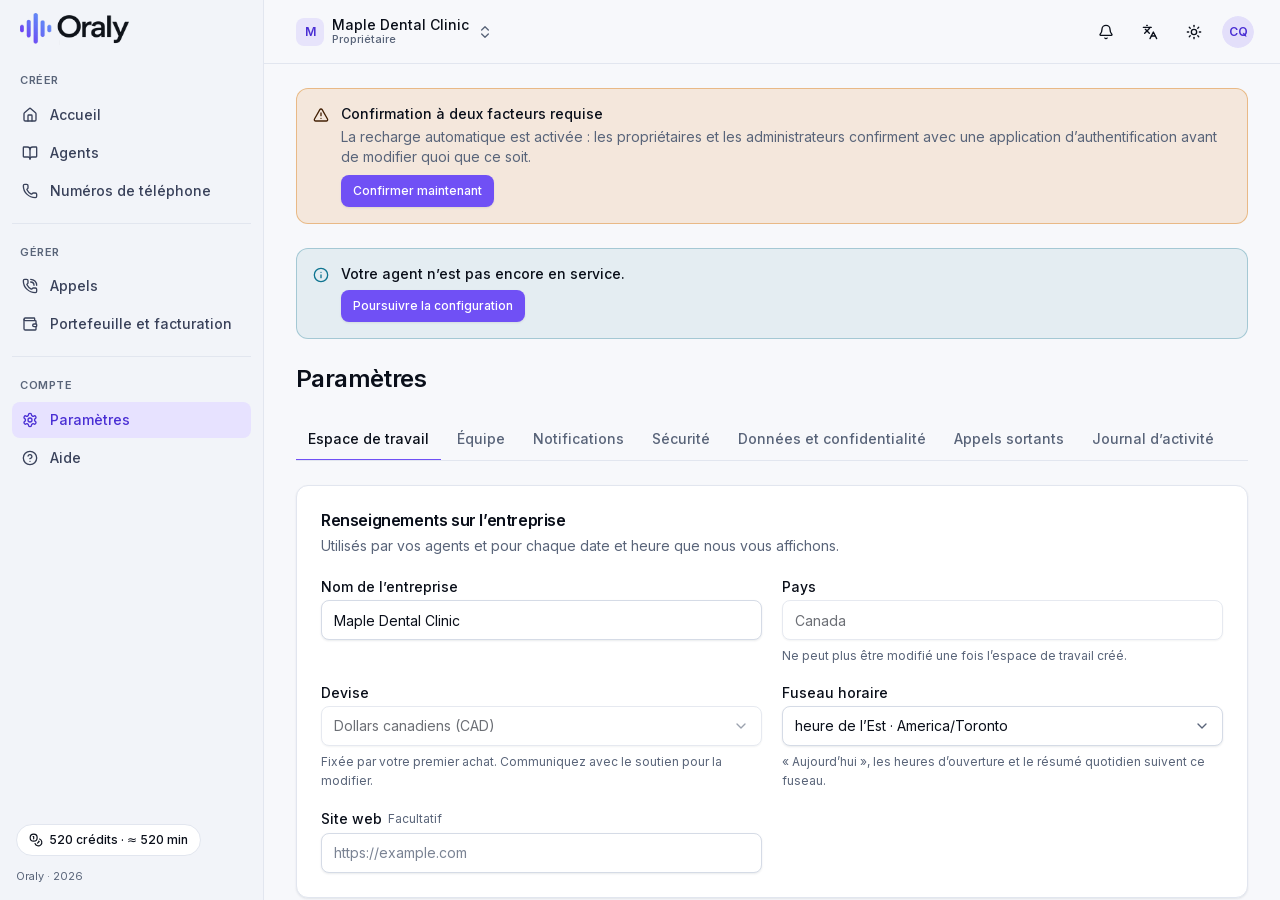 Oraly
CRÉER
Accueil
Agents
Numéros de téléphone
GÉRER
Appels
Portefeuille et facturation
COMPTE
Paramètres
Aide
520 crédits · ≈ 520 min
Oraly · 2026
M
Maple Dental Clinic
Propriétaire
CQ
Confirmation à deux facteurs requise
La recharge automatique est activée : les propriétaires et les administrateurs confirment avec une application d’authentification avant
de modifier quoi que ce soit.
Confirmer maintenant
Votre agent n’est pas encore en service.
Poursuivre la configuration
Paramètres
Espace de travail
Équipe
Notifications
Sécurité
Données et confidentialité
Appels sortants
Journal d’activité
Renseignements sur l’entreprise
Utilisés par vos agents et pour chaque date et heure que nous vous affichons.
Nom de l’entreprise
Maple Dental Clinic
Pays
Canada
Ne peut plus être modifié une fois l’espace de travail créé.
Devise
Dollars canadiens (CAD)
Fixée par votre premier achat. Communiquez avec le soutien pour la
modifier.
Fuseau horaire
heure de l’Est · America/Toronto
« Aujourd’hui », les heures d’ouverture et le résumé quotidien suivent ce
fuseau.
Site web Facultatif
https://example.com